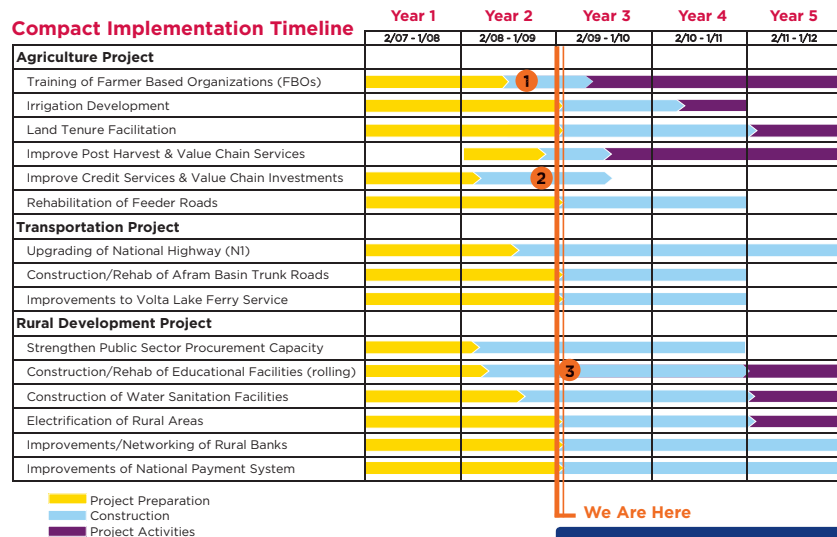 Compact Implementation Timeline
Year 1 Year 2 Year 3 Year 4 Year 5
2/07 - 1/08 2/08 - 1/09 2/09 - 1/10 2/10 - 1/11 2/11 - 1/12
Agriculture Project
Training of Farmer Based Organizations (FBOs)
1
Irrigation Development
Land Tenure Facilitation
Improve Post Harvest & Value Chain Services
Improve Credit Services & Value Chain Investments
2
Rehabilitation of Feeder Roads
Transportation Project
Upgrading of National Highway (N1)
Construction/Rehab of Afram Basin Trunk Roads
Improvements to Volta Lake Ferry Service
Rural Development Project
Strengthen Public Sector Procurement Capacity
Construction/Rehab of Educational Facilities (rolling)
3
Construction of Water Sanitation Facilities
Electrification of Rural Areas
Improvements/Networking of Rural Banks
Improvements of National Payment System
Project Preparation
Construction
Project Activities
We Are Here